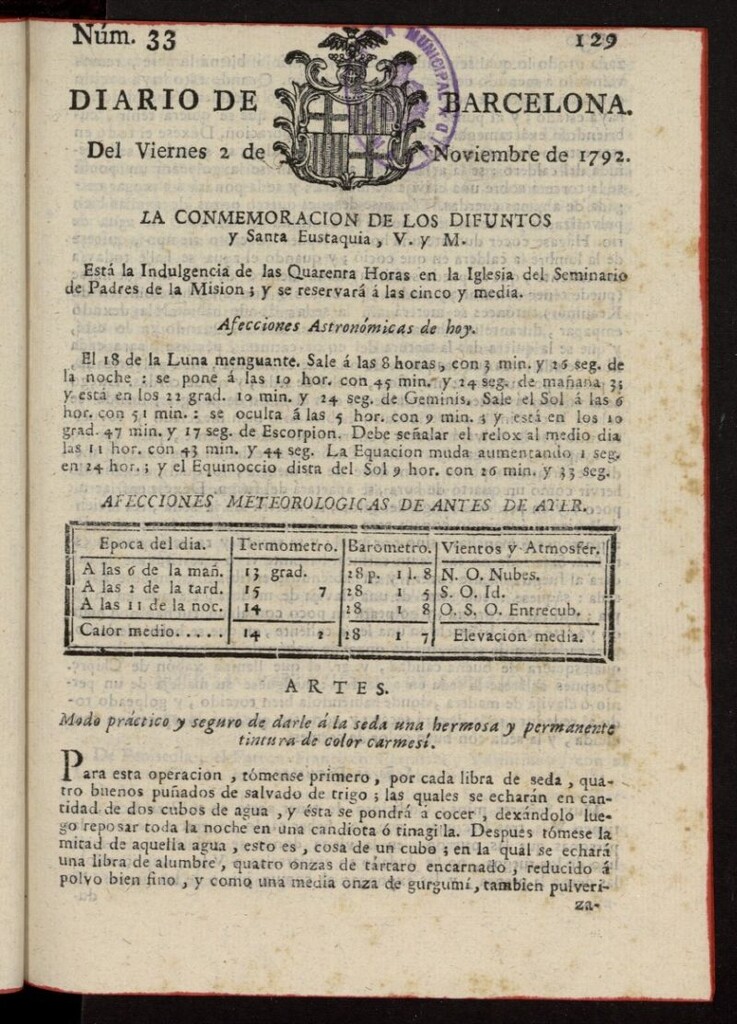 Núm. 33
129
DIARIO DE BARCELONA.
Del Viernes 2 de Noviembre de 1792.
MUNICIPAL
LA CONMEMORACION DE LOS DIFUNTOS
y Santa Eustaquia, V. y M.
Está la Indulgencia de las Quarenta Horas en la Iglesia del Seminario
de Padres de la Mision; y se reservará á las cinco y media.
Afecciones Astronómicas de hoy.
El 18 de la Luna menguante. Sale á las 8 horas, con 3 min. y 26 seg. de
la noche: se pone á las 10 hor. con 45 min. y 24 seg. de mañana 3;
y está en los 22 grad. 10 min. y 24 seg. de Geminis. Sale el Sol á las 6
hor. con 51 min.: se oculta á las 5 hor. con 9 min.; y está en los 10
grad. 47 min. y 17 seg. de Escorpion. Debe señalar el relox al medio dia
las 11 hor. con 43 min. y 44 seg. La Equacion muda aumentando 1 seg.
en 24 hor.; y el Equinoccio dista del Sol 9 hor. con 26 min. y 33 seg.
AFECCIONES METEOROLOGICAS DE ANTES DE AYER.
Epoca del dia. Termometro. Barometro. Vientos y Atmosfer.
A las 6 de la mañ. 13 grad. 28 p. 1 l. 8 N. O. Nubes.
A las 2 de la tard. 15 7 28 1 5 S. O. Id.
A las 11 de la noc. 14 28 1 8 O. S. O. Entrecub.
Calor medio..... 14 2 28 1 7 Elevacion media.
ARTES.
Modo práctico y seguro de darle á la seda una hermosa y permanente
tintura de color carmesí.
Para esta operacion, tómense primero, por cada libra de seda, qua-
tro buenos puñados de salvado de trigo; las quales se echarán en can-
tidad de dos cubos de agua, y ésta se pondrá á cocer, dexándolo lue-
go reposar toda la noche en una candiota ó tinagilla. Después tómese la
mitad de aquella agua, esto es, cosa de un cubo; en la qual se echará
una libra de alumbre, quatro onzas de tártaro encarnado, reducido á
polvo bien fino, y como una media onza de gurgumí, tambien pulveri-
za-